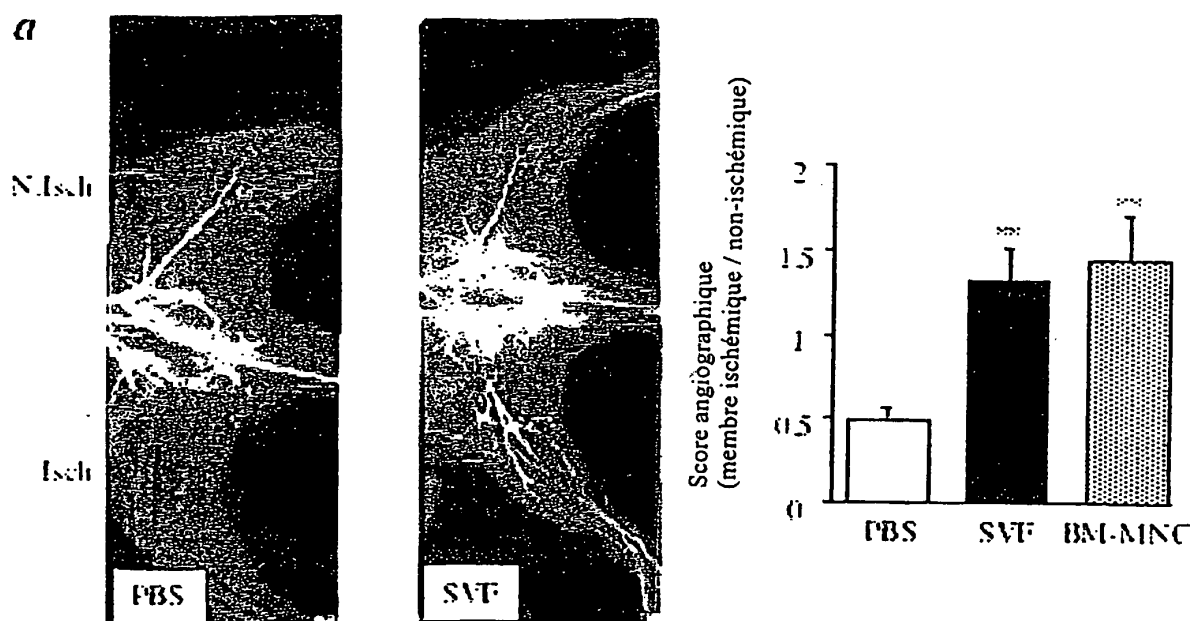 a
N.Isch
Isch
PBS
SVF
Score angiographique
(membre ischémique / non-ischémique)
2
1.5
1
0.5
0
PBS
SVF
BM-MNC